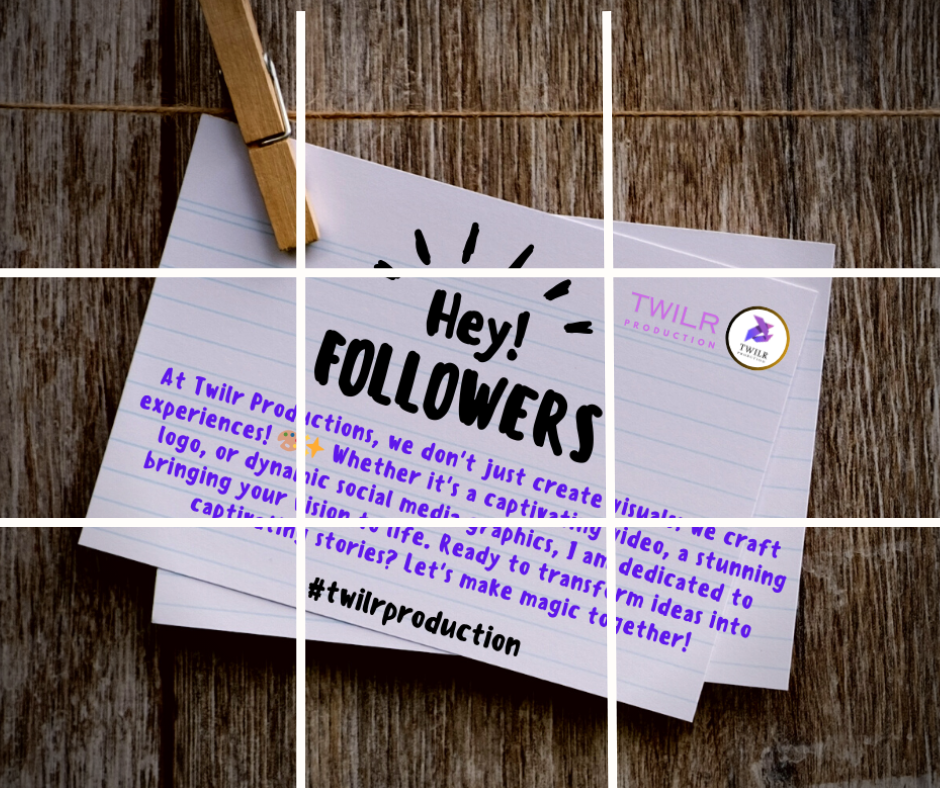 Hey!
FOLLOWERS
TWILR
PRODUCTION
TWILR
PRODUCTION
At Twilr Productions, we don't just create visuals, we craft
experiences! 🎨✨ Whether it's a captivating video, a stunning
logo, or dynamic social media graphics, I am dedicated to
bringing your vision to life. Ready to transform ideas into
captivating stories? Let's make magic together!
#twilrproduction